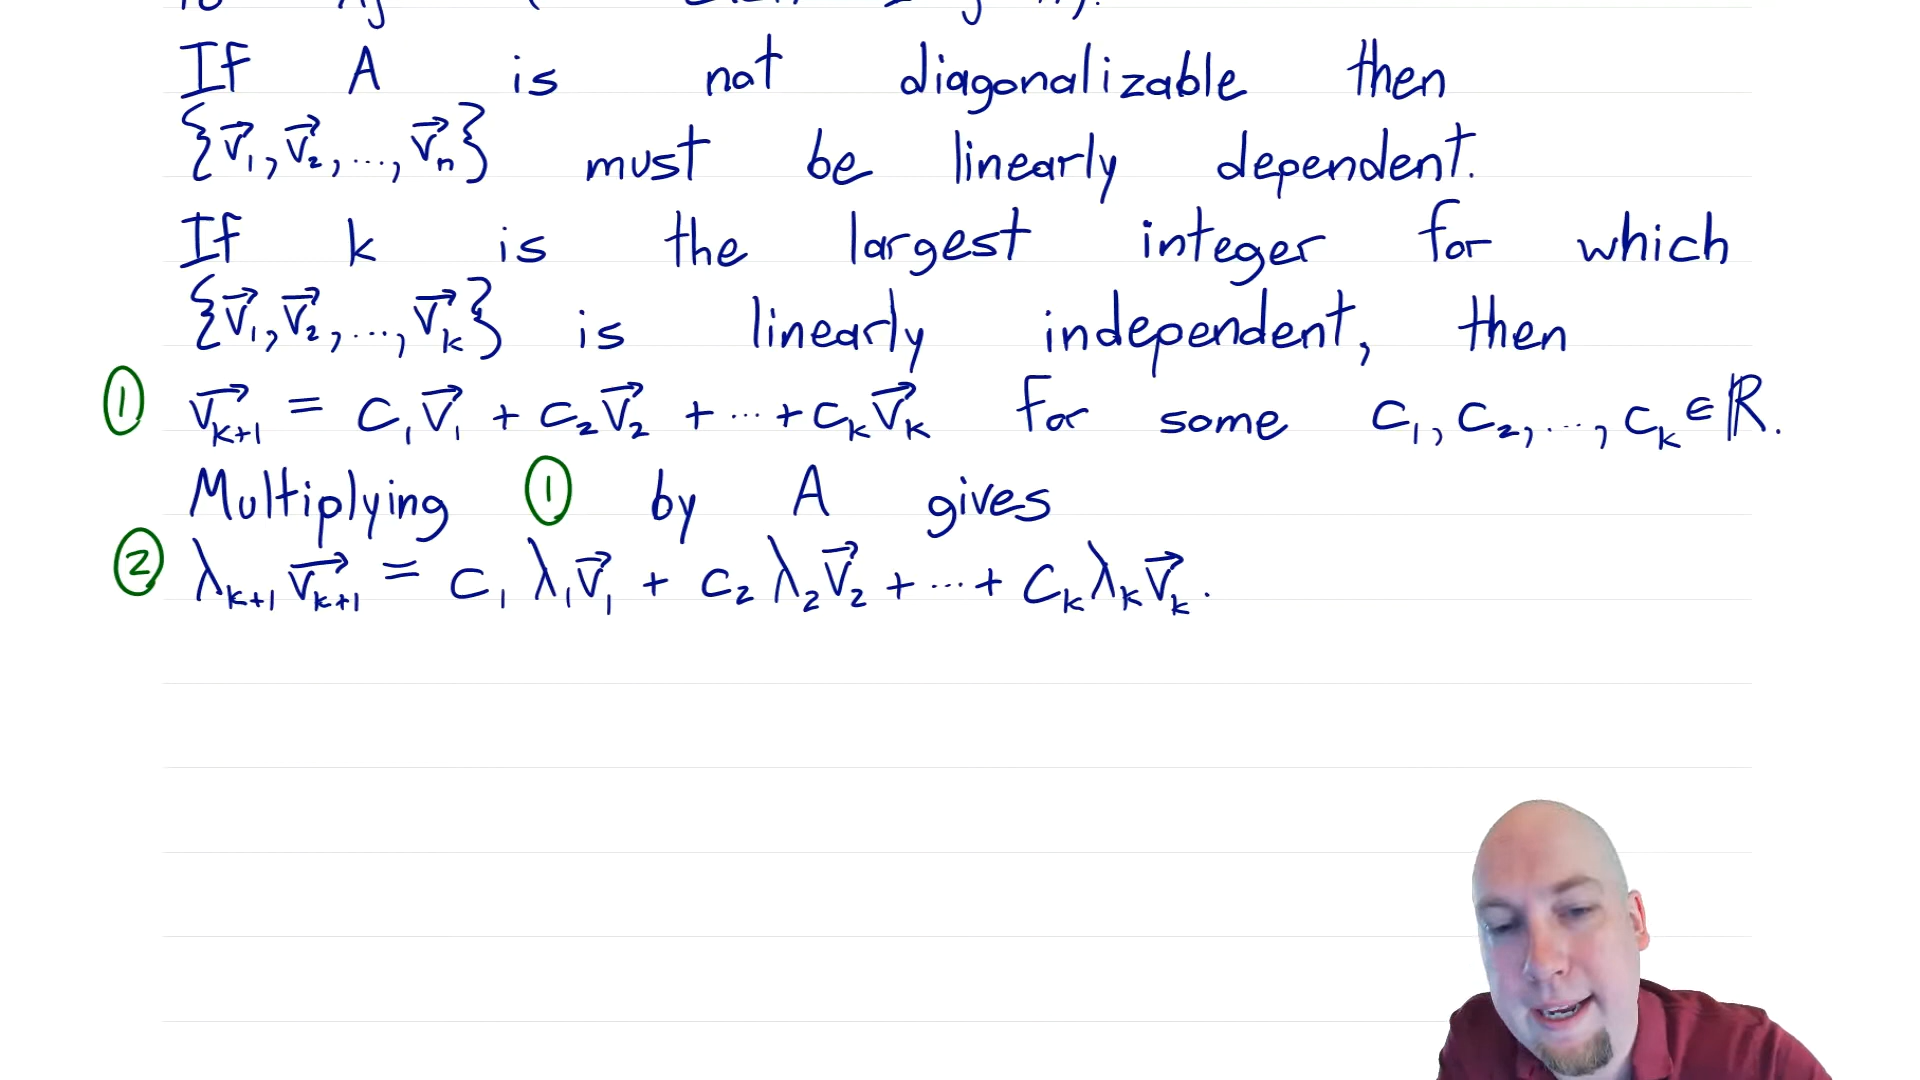 If A is not diagonalizable then
{v⃗₁, v⃗₂, ..., v⃗ₙ} must be linearly dependent.
If k is the largest integer for which
{v⃗₁, v⃗₂, ..., v⃗ₖ} is linearly independent, then
① v⃗ₖ₊₁ = c₁v⃗₁ + c₂v⃗₂ + ··· + cₖv⃗ₖ for some c₁, c₂, ..., cₖ ∈ ℝ.
Multiplying ① by A gives
② λₖ₊₁v⃗ₖ₊₁ = c₁λ₁v⃗₁ + c₂λ₂v⃗₂ + ··· + cₖλₖv⃗ₖ.